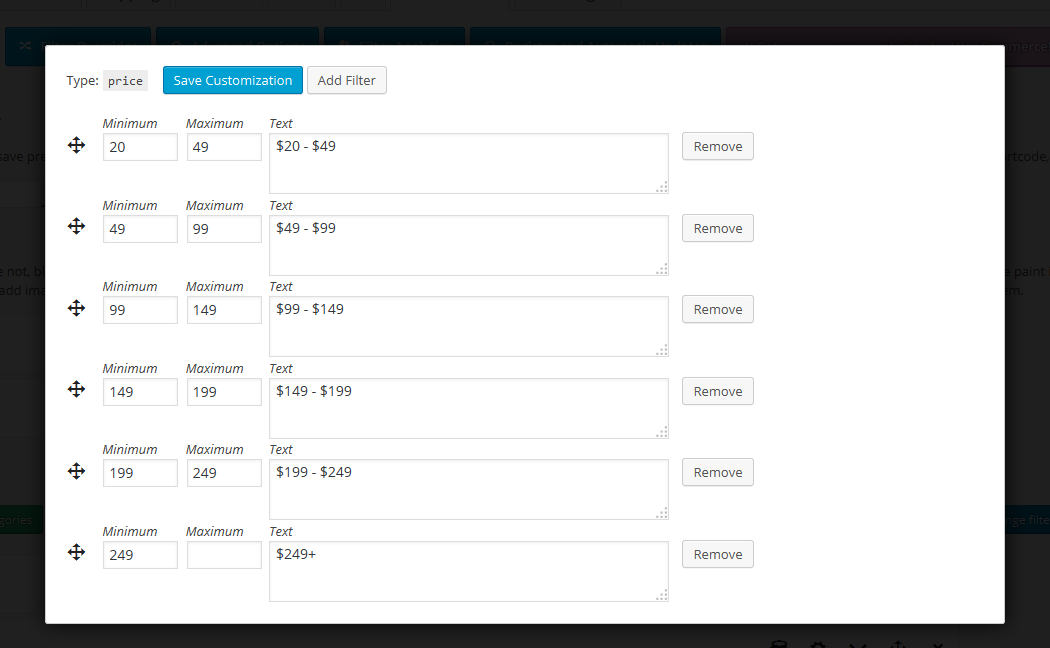 Type: price Save Customization Add Filter
Minimum Maximum Text
20 49 $20 - $49 Remove
Minimum Maximum Text
49 99 $49 - $99 Remove
Minimum Maximum Text
99 149 $99 - $149 Remove
Minimum Maximum Text
149 199 $149 - $199 Remove
Minimum Maximum Text
199 249 $199 - $249 Remove
Minimum Maximum Text
249 $249+ Remove